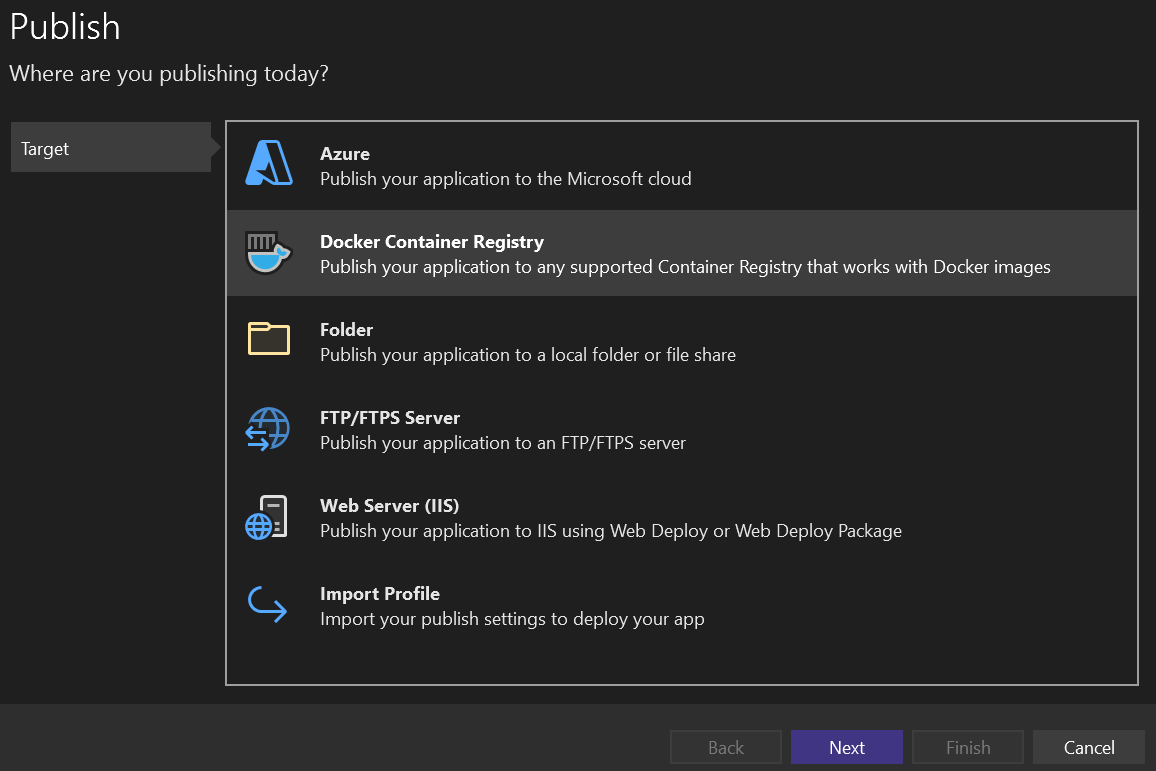 Publish
Where are you publishing today?
Target
Azure
Publish your application to the Microsoft cloud
Docker Container Registry
Publish your application to any supported Container Registry that works with Docker images
Folder
Publish your application to a local folder or file share
FTP/FTPS Server
Publish your application to an FTP/FTPS server
Web Server (IIS)
Publish your application to IIS using Web Deploy or Web Deploy Package
Import Profile
Import your publish settings to deploy your app
Back
Next
Finish
Cancel